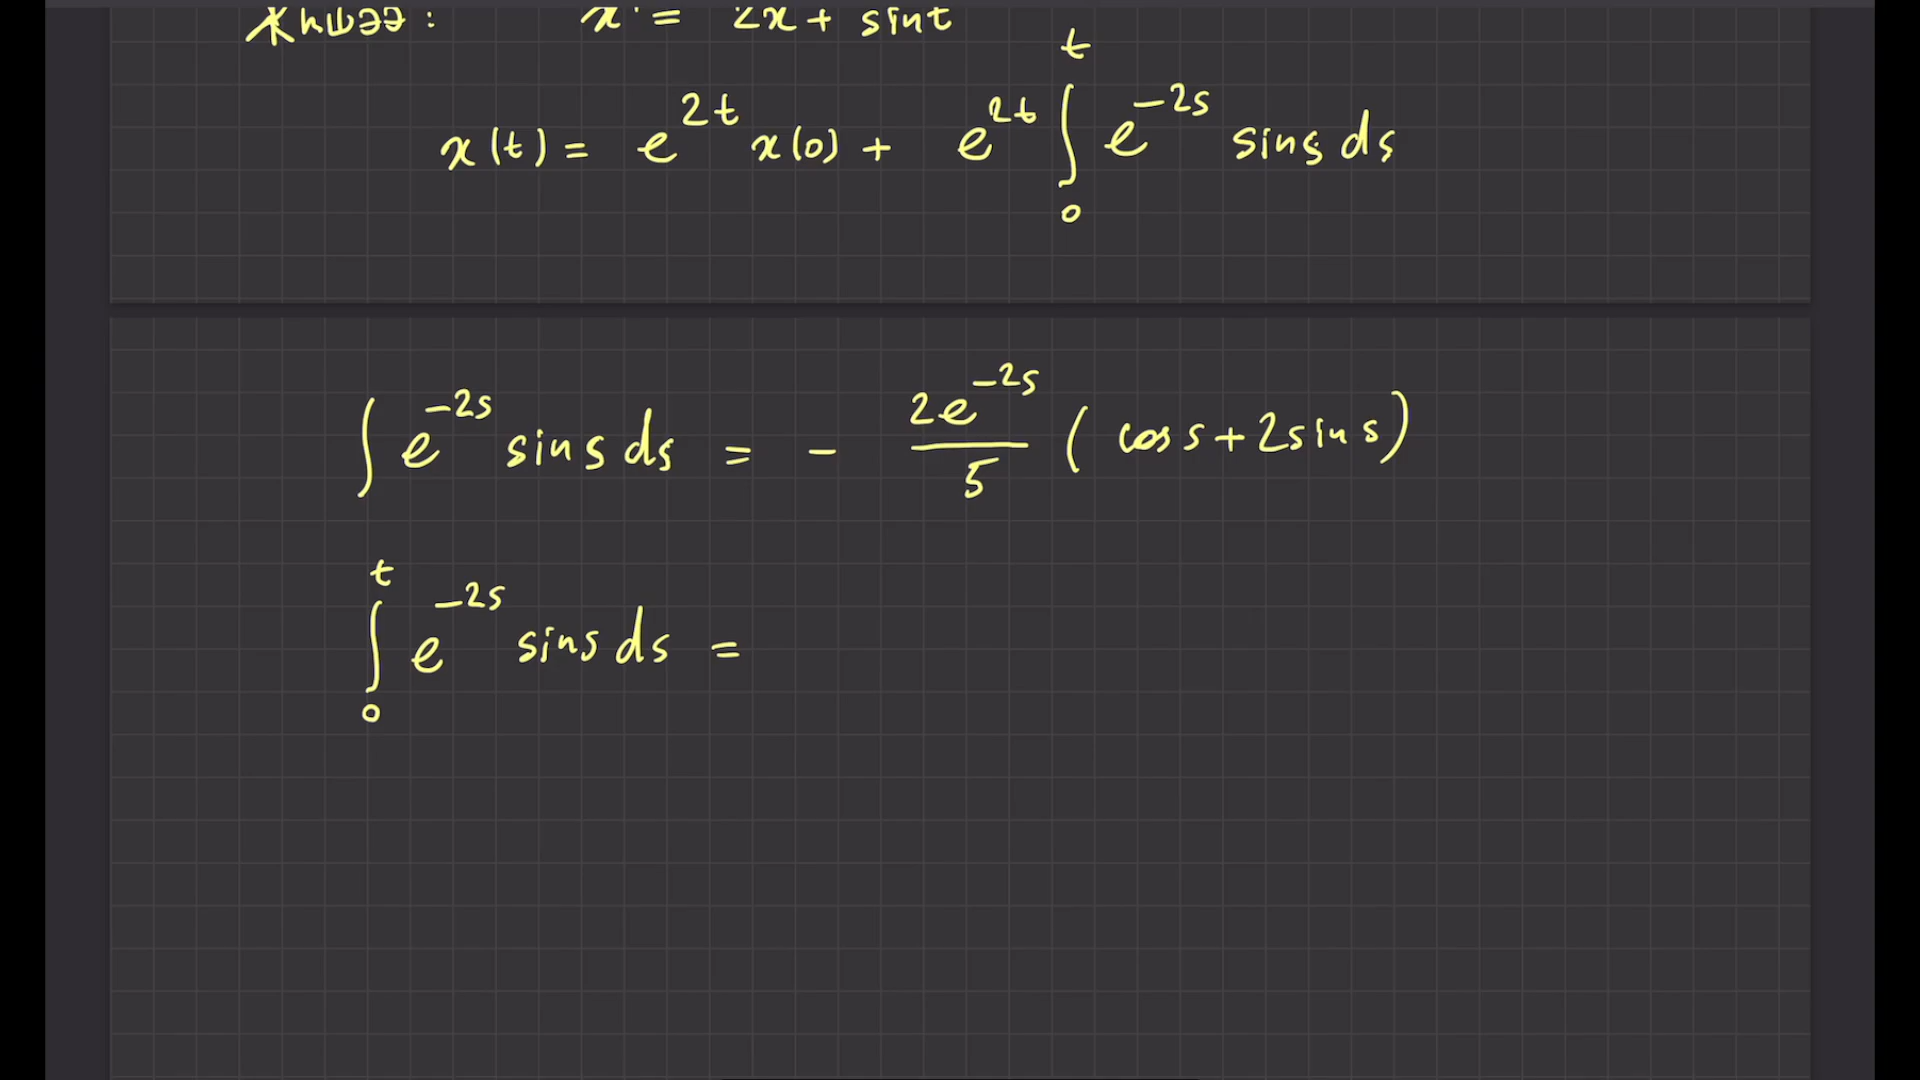 x' = 2x + sint
x(t) = e^{2t} x(0) + e^{2t} ∫_0^t e^{-2s} sins ds
∫ e^{-2s} sins ds = - \frac{2e^{-2s}}{5} ( cos s + 2sin s )
∫_0^t e^{-2s} sins ds =